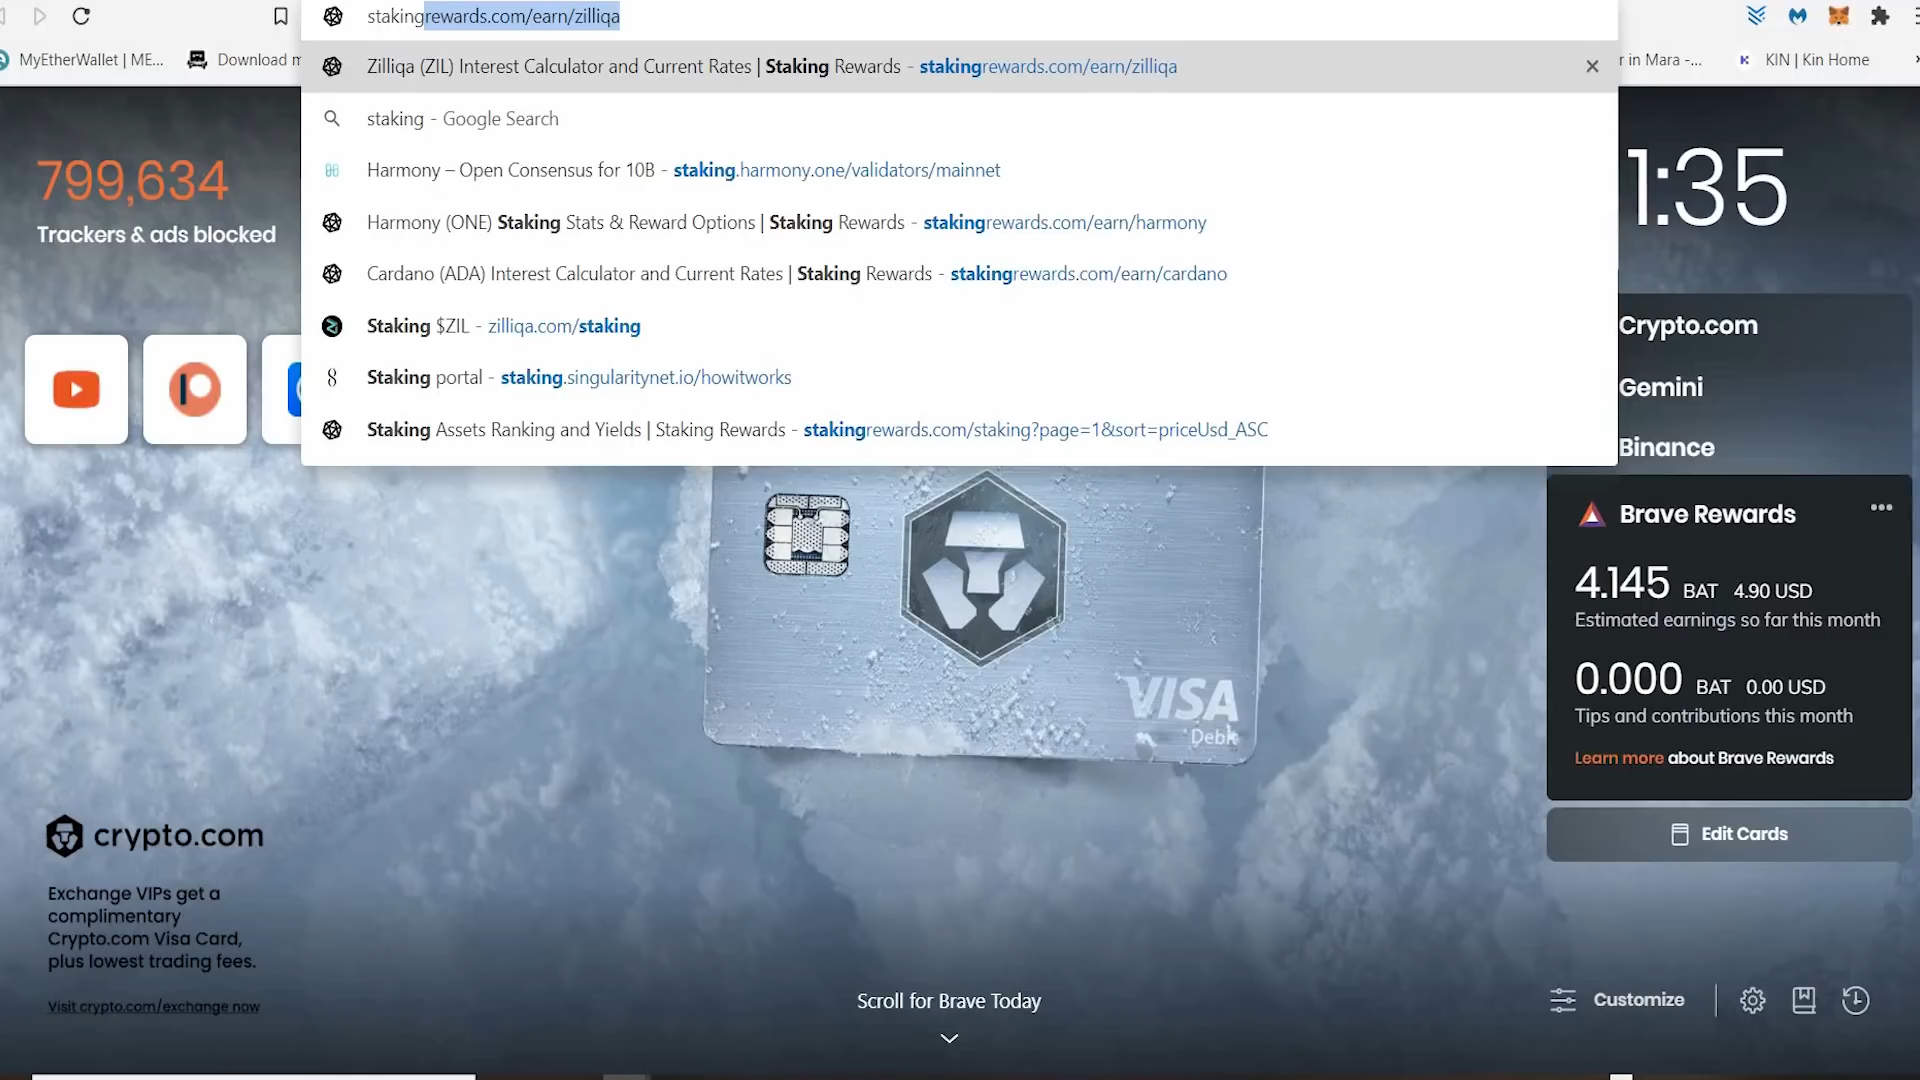 stakingrewards.com/earn/zilliqa
MyEtherWallet | ME...
Download
r in Mara -...
KIN | Kin Home
Zilliqa (ZIL) Interest Calculator and Current Rates | Staking Rewards - stakingrewards.com/earn/zilliqa
staking - Google Search
Harmony – Open Consensus for 10B - staking.harmony.one/validators/mainnet
Harmony (ONE) Staking Stats & Reward Options | Staking Rewards - stakingrewards.com/earn/harmony
Cardano (ADA) Interest Calculator and Current Rates | Staking Rewards - stakingrewards.com/earn/cardano
Staking $ZIL - zilliqa.com/staking
Staking portal - staking.singularitynet.io/howitworks
Staking Assets Ranking and Yields | Staking Rewards - stakingrewards.com/staking?page=1&sort=priceUsd_ASC
799,634
Trackers & ads blocked
1:35
Crypto.com
Gemini
Binance
Brave Rewards
4.145 BAT 4.90 USD
Estimated earnings so far this month
0.000 BAT 0.00 USD
Tips and contributions this month
Learn more about Brave Rewards
Edit Cards
VISA
Debit
crypto.com
Exchange VIPs get a
complimentary
Crypto.com Visa Card,
plus lowest trading fees.
Visit crypto.com/exchange now
Scroll for Brave Today
Customize